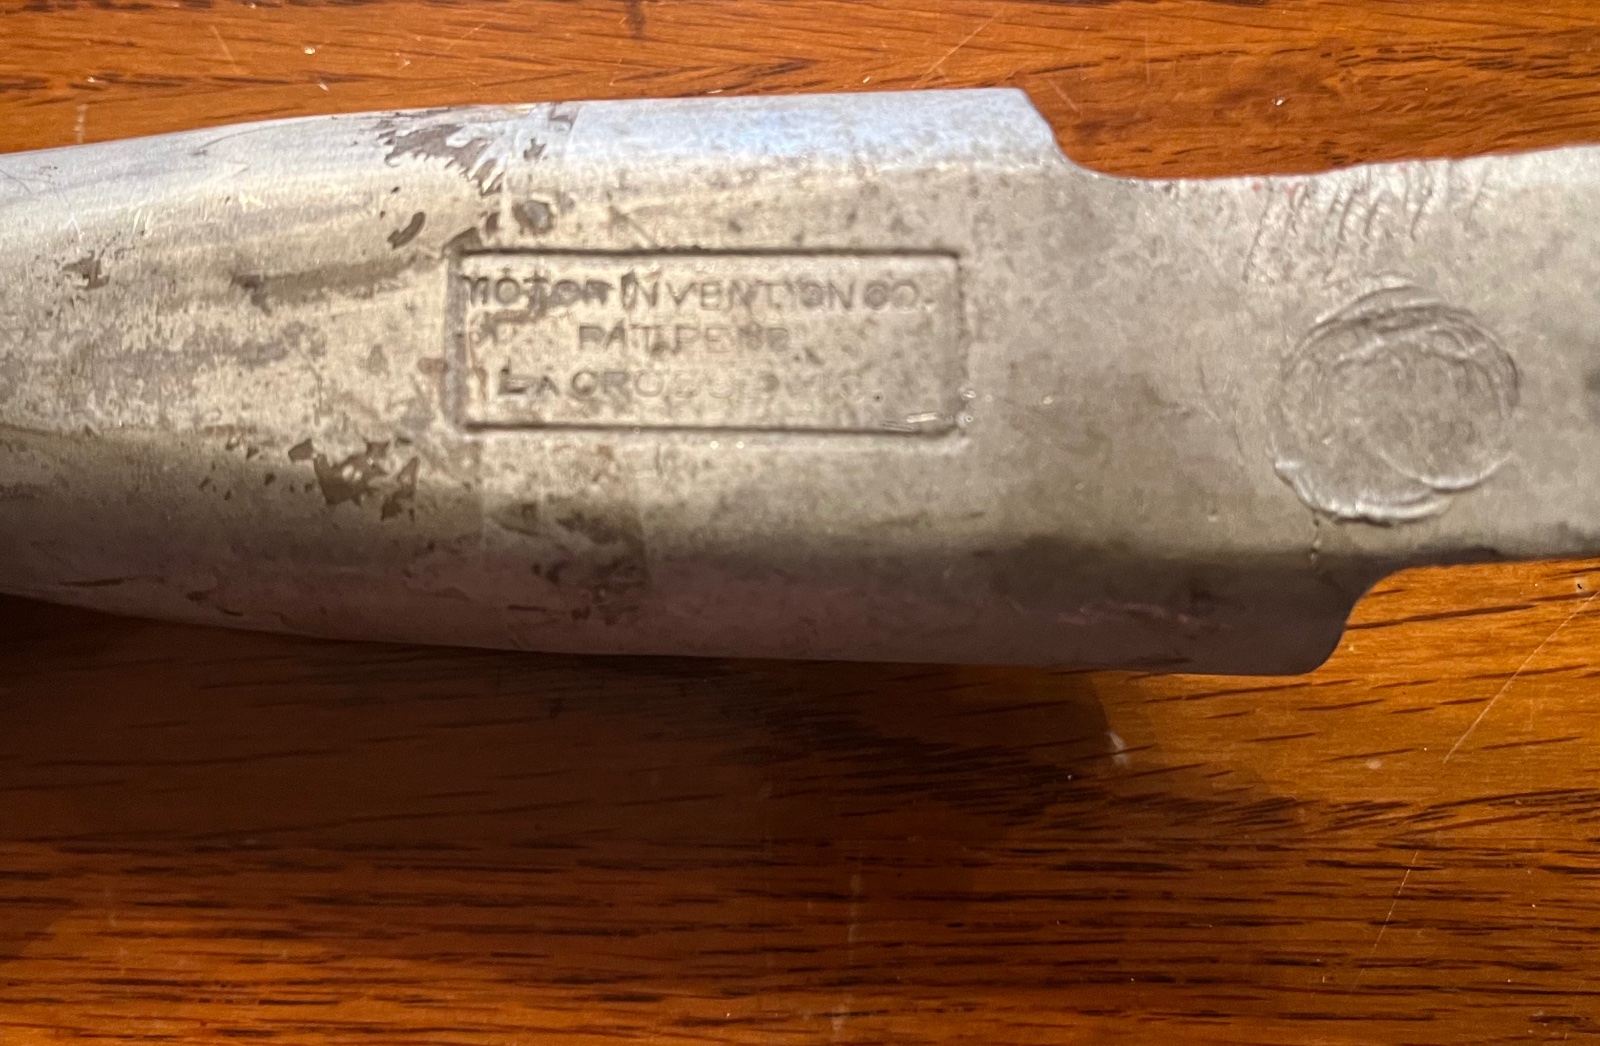 MOTOR INVENTION CO.
PAT. PEND.
LA CROSSE WIS.